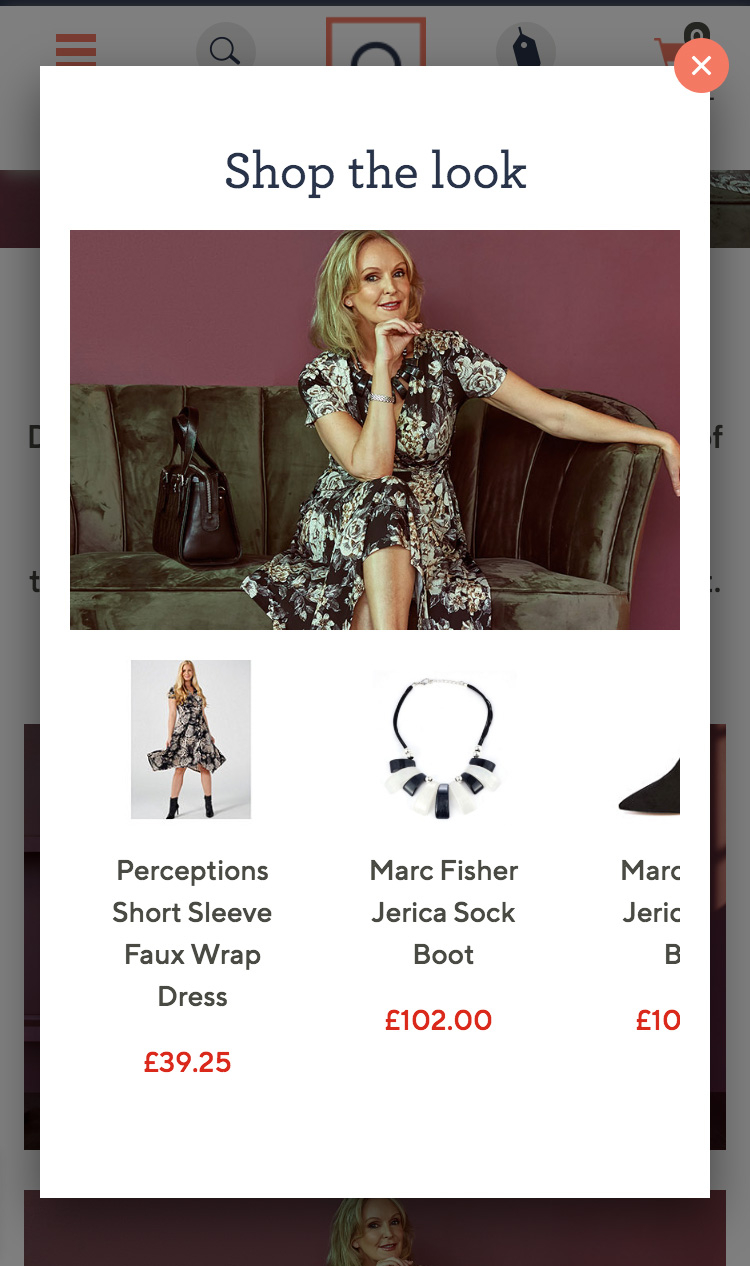 0
Shop the look
Perceptions
Short Sleeve
Faux Wrap
Dress
£39.25
Marc Fisher
Jerica Sock
Boot
£102.00
Marc
Jeric
B
£10
of